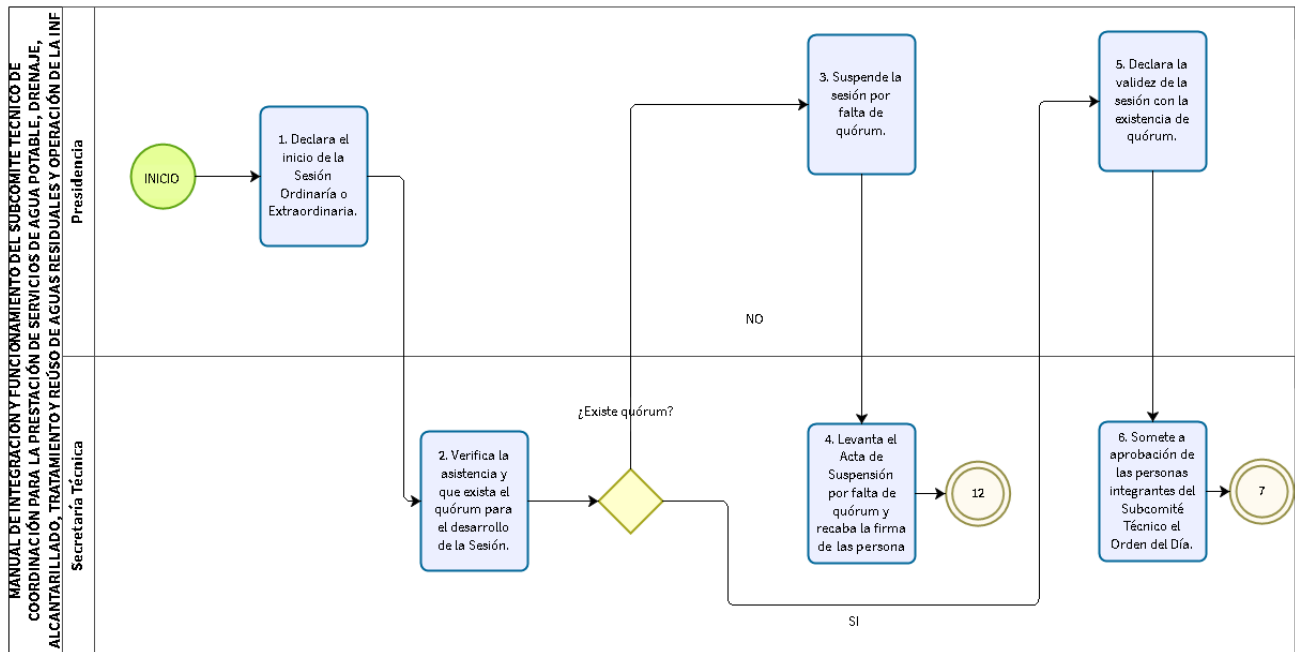 MANUAL DE INTEGRACION Y FUNCIONAMIENTO DEL SUBCOMITE TECNICO DE
COORDINACIÓN PARA LA PRESTACIÓN DE SERVICIOS DE AGUA POTABLE, DRENAJE,
ALCANTARILLADO, TRATAMIENTO Y REÚSO DE AGUAS RESIDUALES Y OPERACIÓN DE LA INF
Presidencia
INICIO
1. Declara el
inicio de la
Sesión
Ordinaría o
Extraordinaria.
3. Suspende la
sesión por
falta de
quórum.
5. Declara la
validez de la
sesión con la
existencia de
quórum.
NO
Secretaría Técnica
2. Verifica la
asistencia y
que exista el
quórum para
el desarrollo
de la Sesión.
¿Existe quórum?
4. Levanta el
Acta de
Suspensión
por falta de
quórum y
recaba la firma
de las persona
12
6. Somete a
aprobación de
las personas
integrantes del
Subcomité
Técnico el
Orden del Día.
7
SI